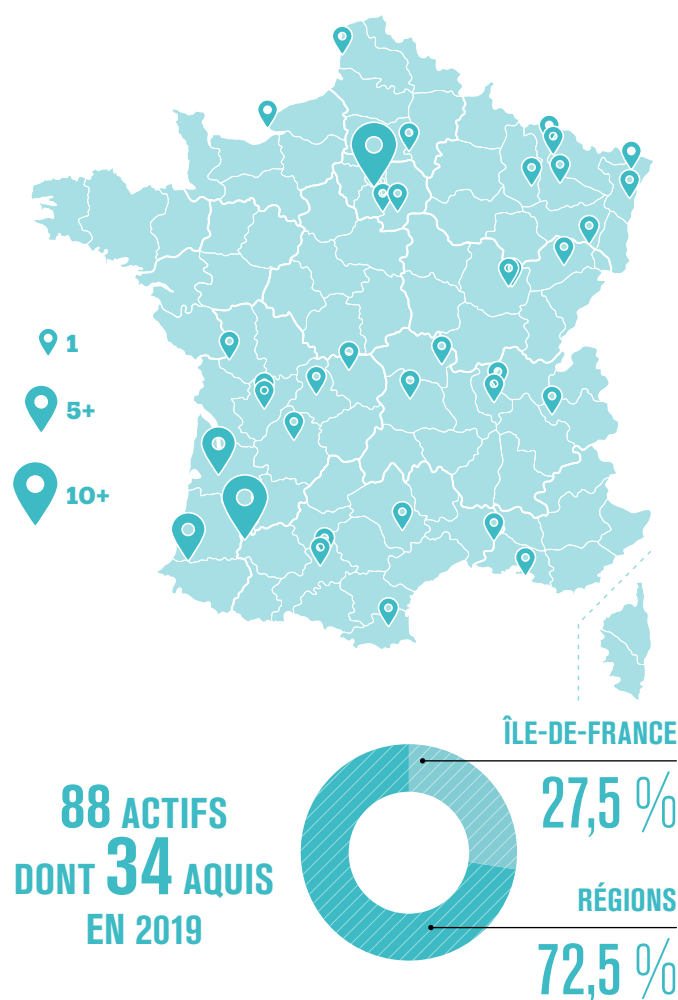 1
5+
10+
88 ACTIFS
DONT 34 AQUIS
EN 2019
ÎLE-DE-FRANCE
27,5 %
RÉGIONS
72,5 %